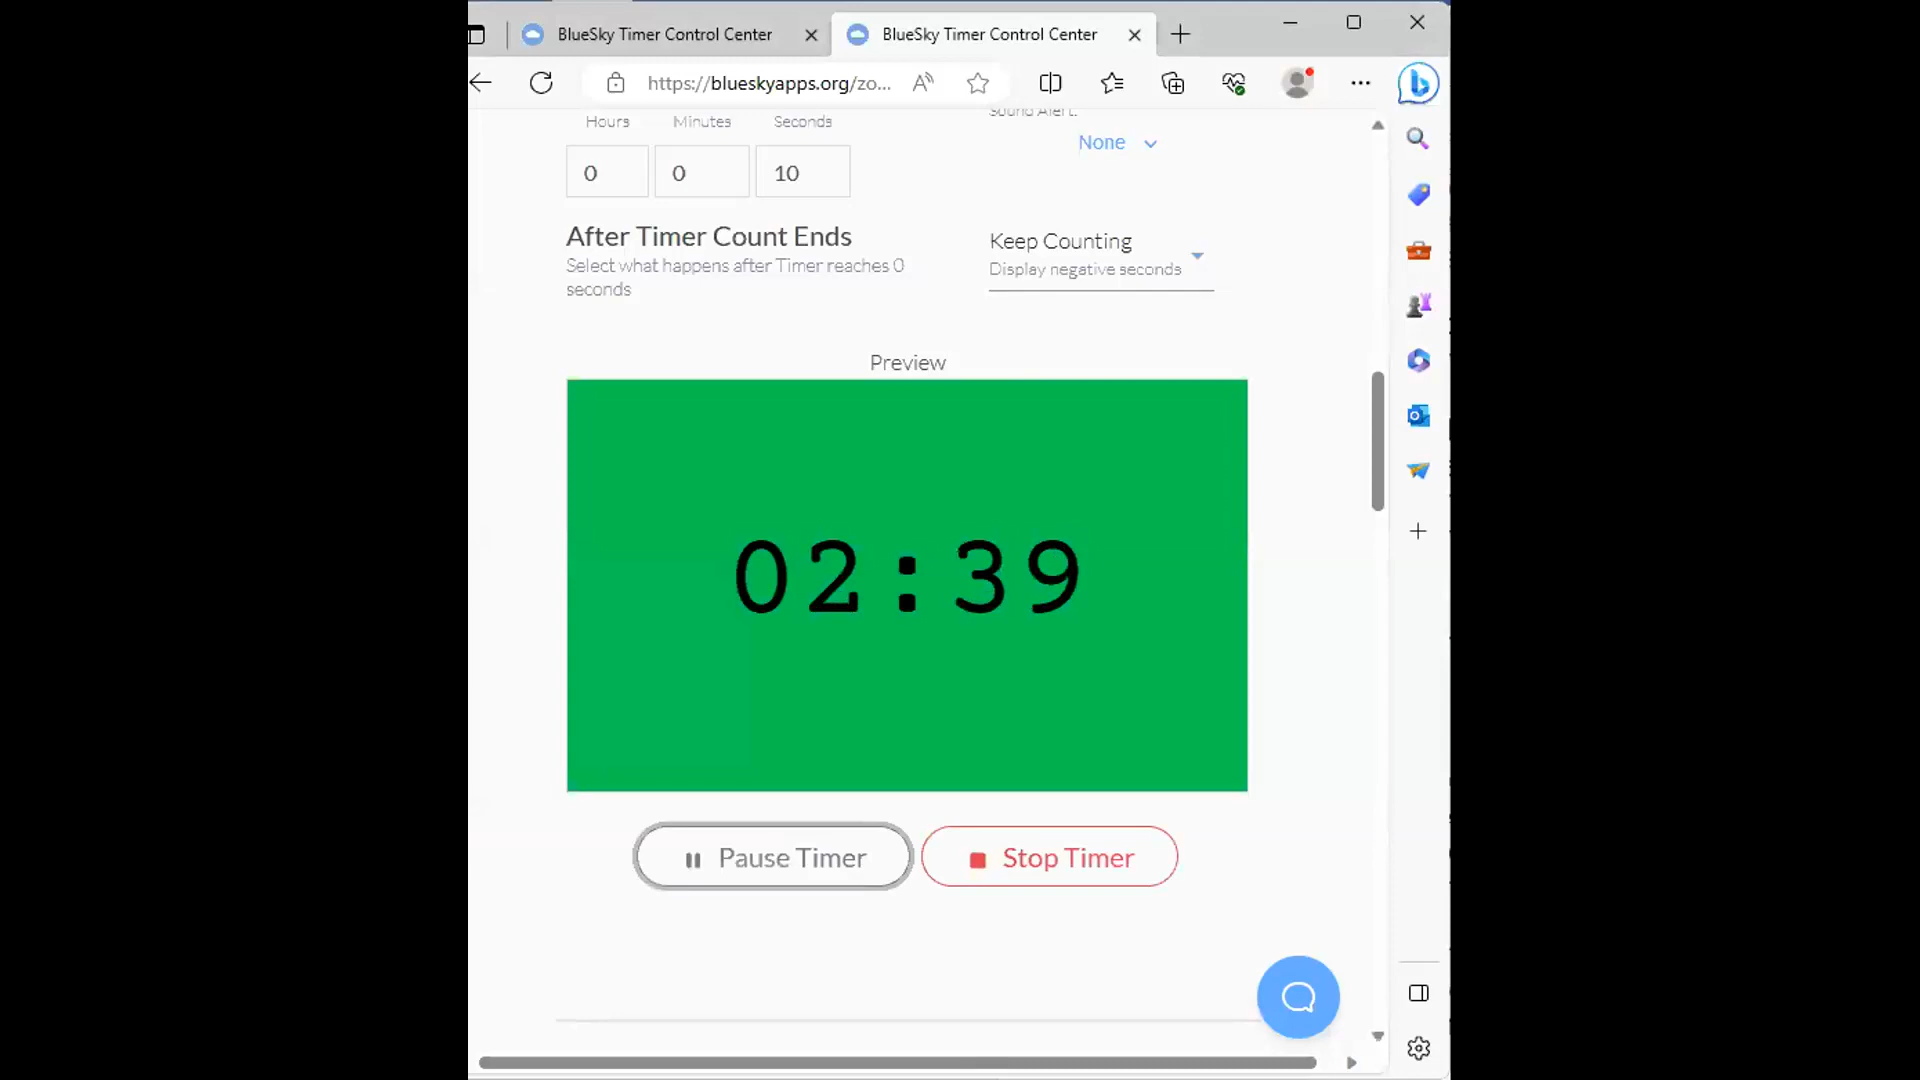 BlueSky Timer Control Center
BlueSky Timer Control Center
https://blueskyapps.org/zo...
Hours Minutes Seconds
Sound Alert:
None
0 0 10
After Timer Count Ends
Select what happens after Timer reaches 0
seconds
Keep Counting
Display negative seconds
Preview
02:39
Pause Timer
Stop Timer